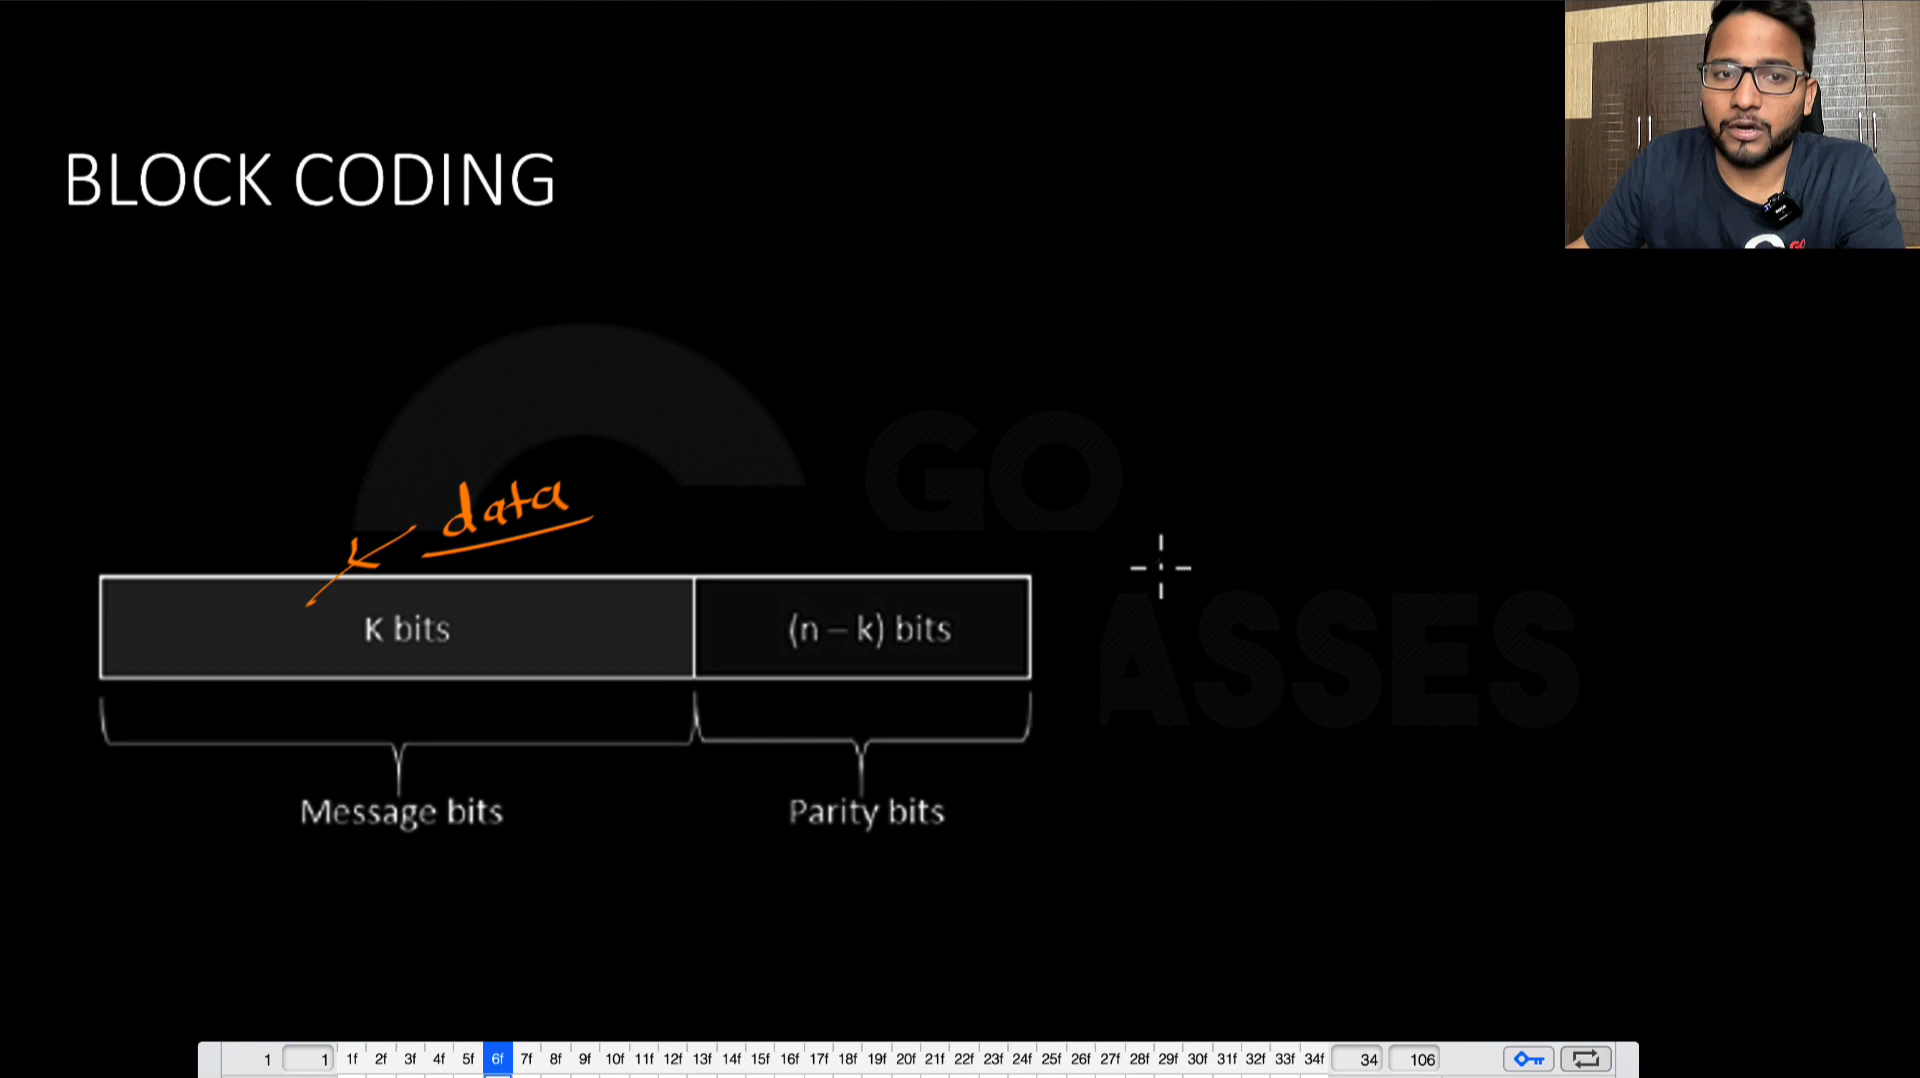 BLOCK CODING
GO
ASSES
data
K bits
(n – k) bits
Message bits
Parity bits
1 1 1f 2f 3f 4f 5f 6f 7f 8f 9f 10f 11f 12f 13f 14f 15f 16f 17f 18f 19f 20f 21f 22f 23f 24f 25f 26f 27f 28f 29f 30f 31f 32f 33f 34f 34 106